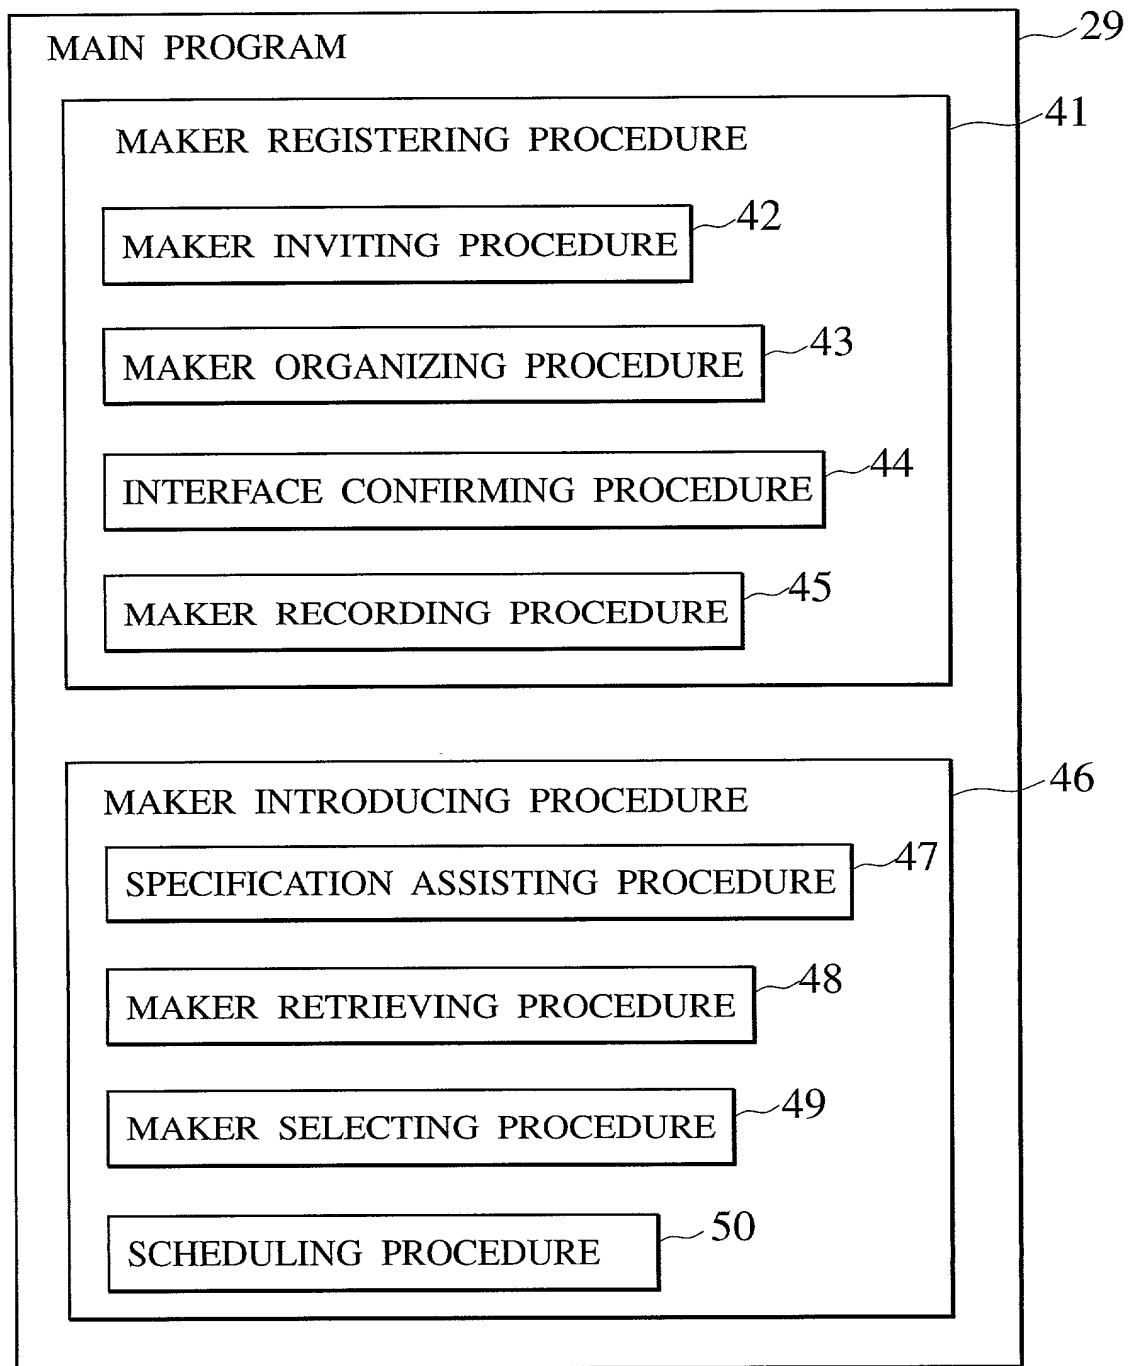 MAIN PROGRAM 29
MAKER REGISTERING PROCEDURE 41
MAKER INVITING PROCEDURE 42
MAKER ORGANIZING PROCEDURE 43
INTERFACE CONFIRMING PROCEDURE 44
MAKER RECORDING PROCEDURE 45
MAKER INTRODUCING PROCEDURE 46
SPECIFICATION ASSISTING PROCEDURE 47
MAKER RETRIEVING PROCEDURE 48
MAKER SELECTING PROCEDURE 49
SCHEDULING PROCEDURE 50